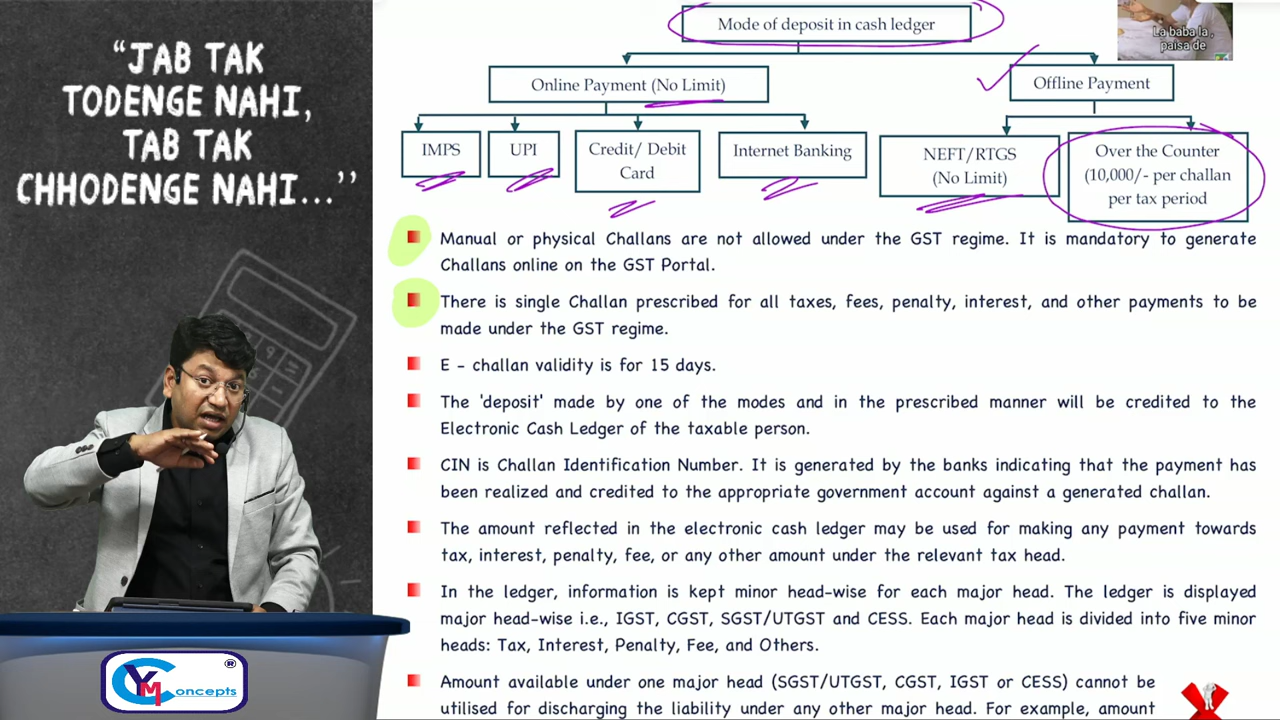 “JAB TAK
TODENGE NAHI,
TAB TAK
CHHODENGE NAHI...’’
Mode of deposit in cash ledger
La baba la ,
paisa de
Online Payment (No Limit)
Offline Payment
IMPS
UPI
Credit/ Debit
Card
Internet Banking
NEFT/RTGS
(No Limit)
Over the Counter
(10,000/- per challan
per tax period
Manual or physical Challans are not allowed under the GST regime. It is mandatory to generate
Challans online on the GST Portal.
There is single Challan prescribed for all taxes, fees, penalty, interest, and other payments to be
made under the GST regime.
E - challan validity is for 15 days.
The 'deposit' made by one of the modes and in the prescribed manner will be credited to the
Electronic Cash Ledger of the taxable person.
CIN is Challan Identification Number. It is generated by the banks indicating that the payment has
been realized and credited to the appropriate government account against a generated challan.
The amount reflected in the electronic cash ledger may be used for making any payment towards
tax, interest, penalty, fee, or any other amount under the relevant tax head.
In the ledger, information is kept minor head-wise for each major head. The ledger is displayed
major head-wise i.e., IGST, CGST, SGST/UTGST and CESS. Each major head is divided into five minor
heads: Tax, Interest, Penalty, Fee, and Others.
Amount available under one major head (SGST/UTGST, CGST, IGST or CESS) cannot be
utilised for discharging the liability under any other major head. For example, amount
CYM oncepts ®